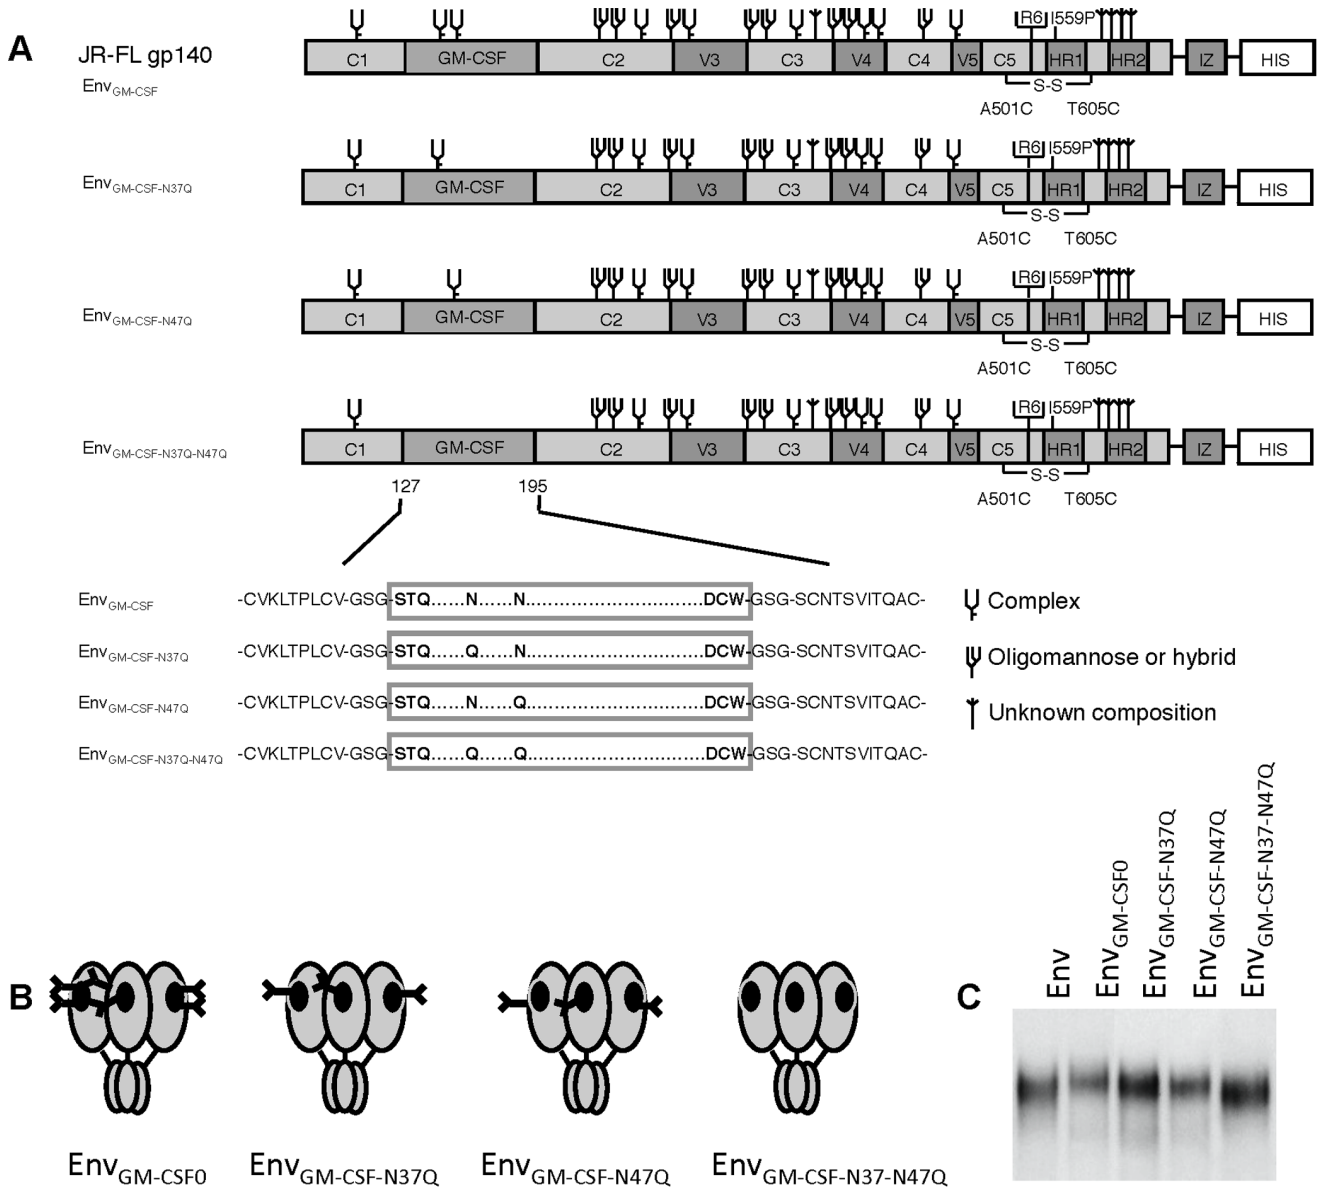 A
R6 I559P
JR-FL gp140 C1 GM-CSF C2 V3 C3 V4 C4 V5 C5 HR1 HR2 IZ HIS
EnvGM-CSF S-S
A501C T605C
R6 I559P
EnvGM-CSF-N37Q C1 GM-CSF C2 V3 C3 V4 C4 V5 C5 HR1 HR2 IZ HIS
S-S
A501C T605C
R6 I559P
EnvGM-CSF-N47Q C1 GM-CSF C2 V3 C3 V4 C4 V5 C5 HR1 HR2 IZ HIS
S-S
A501C T605C
R6 I559P
EnvGM-CSF-N37Q-N47Q C1 GM-CSF C2 V3 C3 V4 C4 V5 C5 HR1 HR2 IZ HIS
S-S
127 195 A501C T605C
EnvGM-CSF -CVKLTPLCV-GSG-STQ......N......N...............................DCW-GSG-SCNTSVITQAC-
EnvGM-CSF-N37Q -CVKLTPLCV-GSG-STQ......Q......N...............................DCW-GSG-SCNTSVITQAC-
EnvGM-CSF-N47Q -CVKLTPLCV-GSG-STQ......N......Q...............................DCW-GSG-SCNTSVITQAC-
EnvGM-CSF-N37Q-N47Q -CVKLTPLCV-GSG-STQ......Q......Q...............................DCW-GSG-SCNTSVITQAC-
Complex
Oligomannose or hybrid
Unknown composition
B
EnvGM-CSF0 EnvGM-CSF-N37Q EnvGM-CSF-N47Q EnvGM-CSF-N37-N47Q
C
Env
EnvGM-CSF0
EnvGM-CSF-N37Q
EnvGM-CSF-N47Q
EnvGM-CSF-N37-N47Q